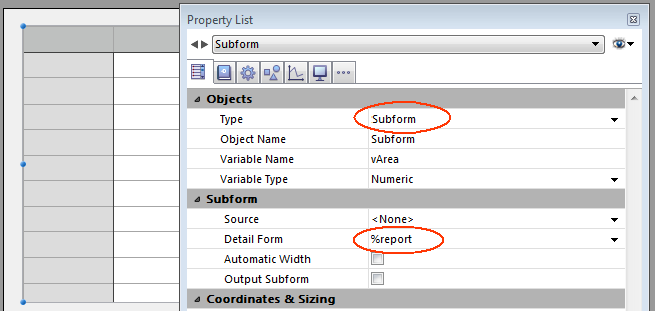 Property List
Subform
Objects
Type Subform
Object Name Subform
Variable Name vArea
Variable Type Numeric
Subform
Source <None>
Detail Form %report
Automatic Width
Output Subform
Coordinates & Sizing